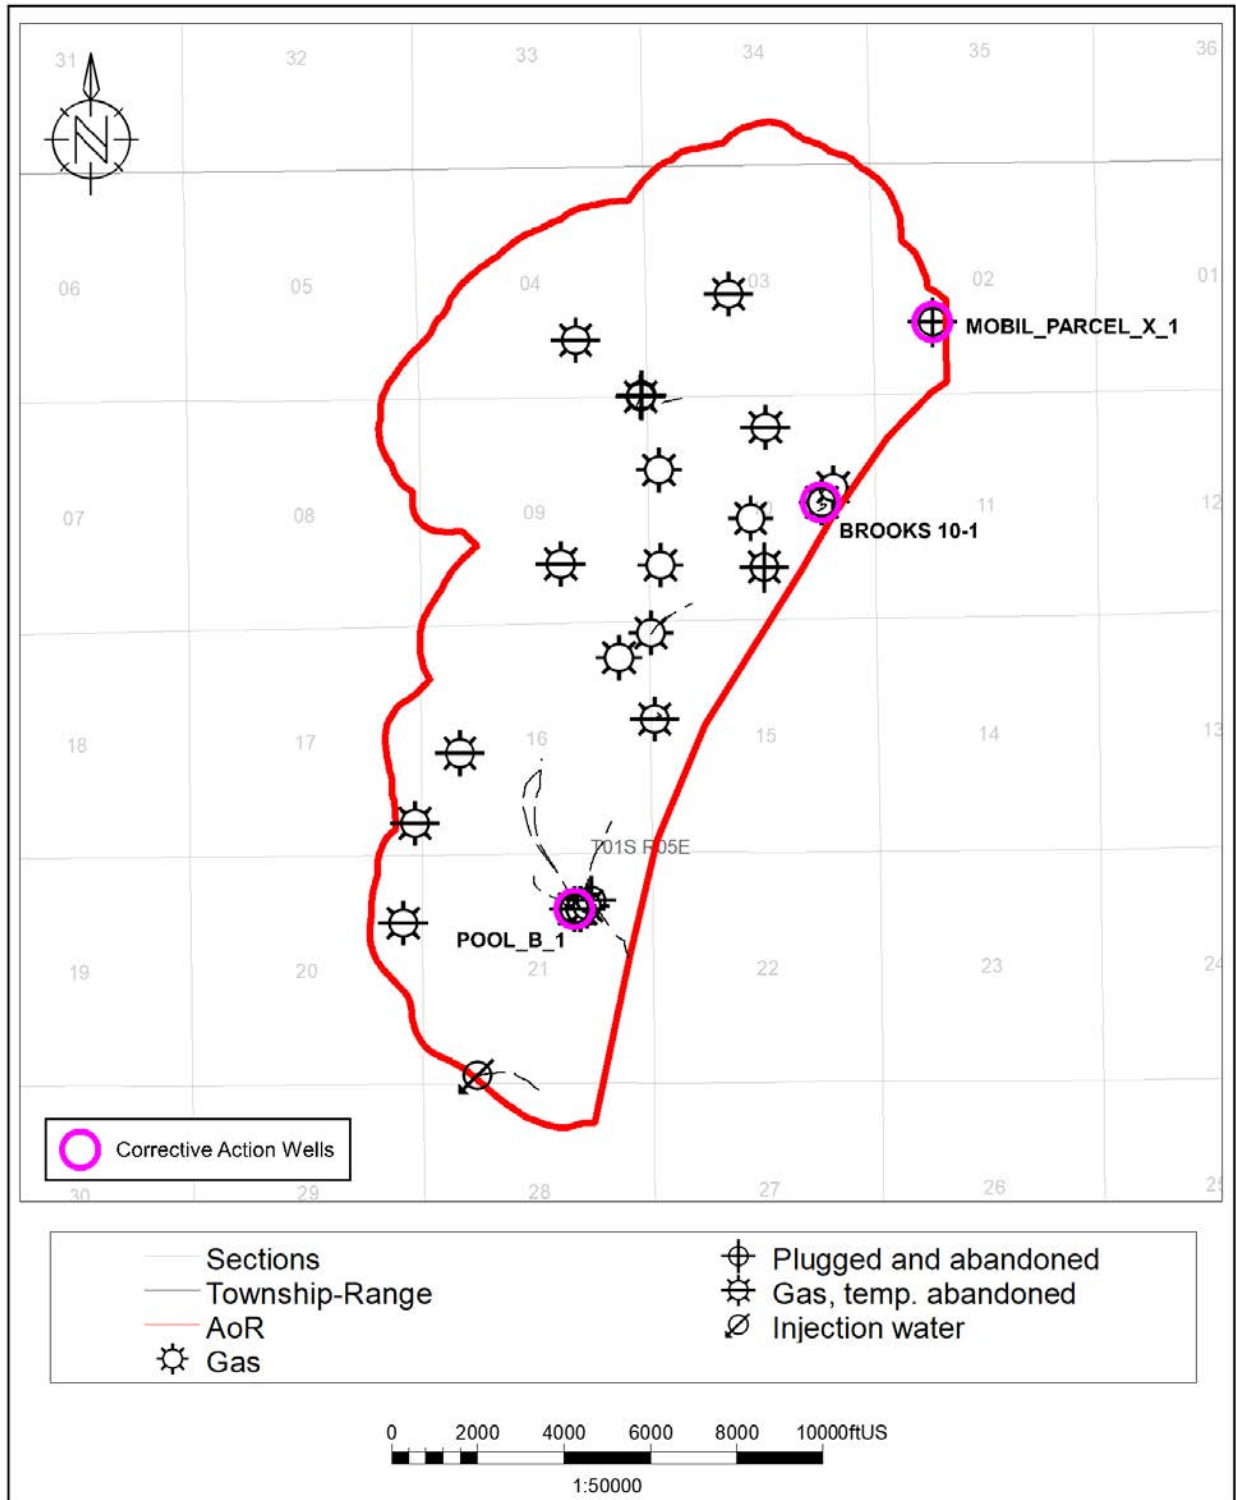 31 32 33 34 35 36
N
06 05 04 03 02 01
MOBIL_PARCEL_X_1
07 08 09 11 12
BROOKS 10-1
18 17 16 15 14 13
T01S R05E
POOL_B_1
19 20 21 22 23 24
Corrective Action Wells
30 29 28 27 26
Sections
Township-Range
AoR
Gas
Plugged and abandoned
Gas, temp. abandoned
Injection water
0 2000 4000 6000 8000 10000ftUS
1:50000